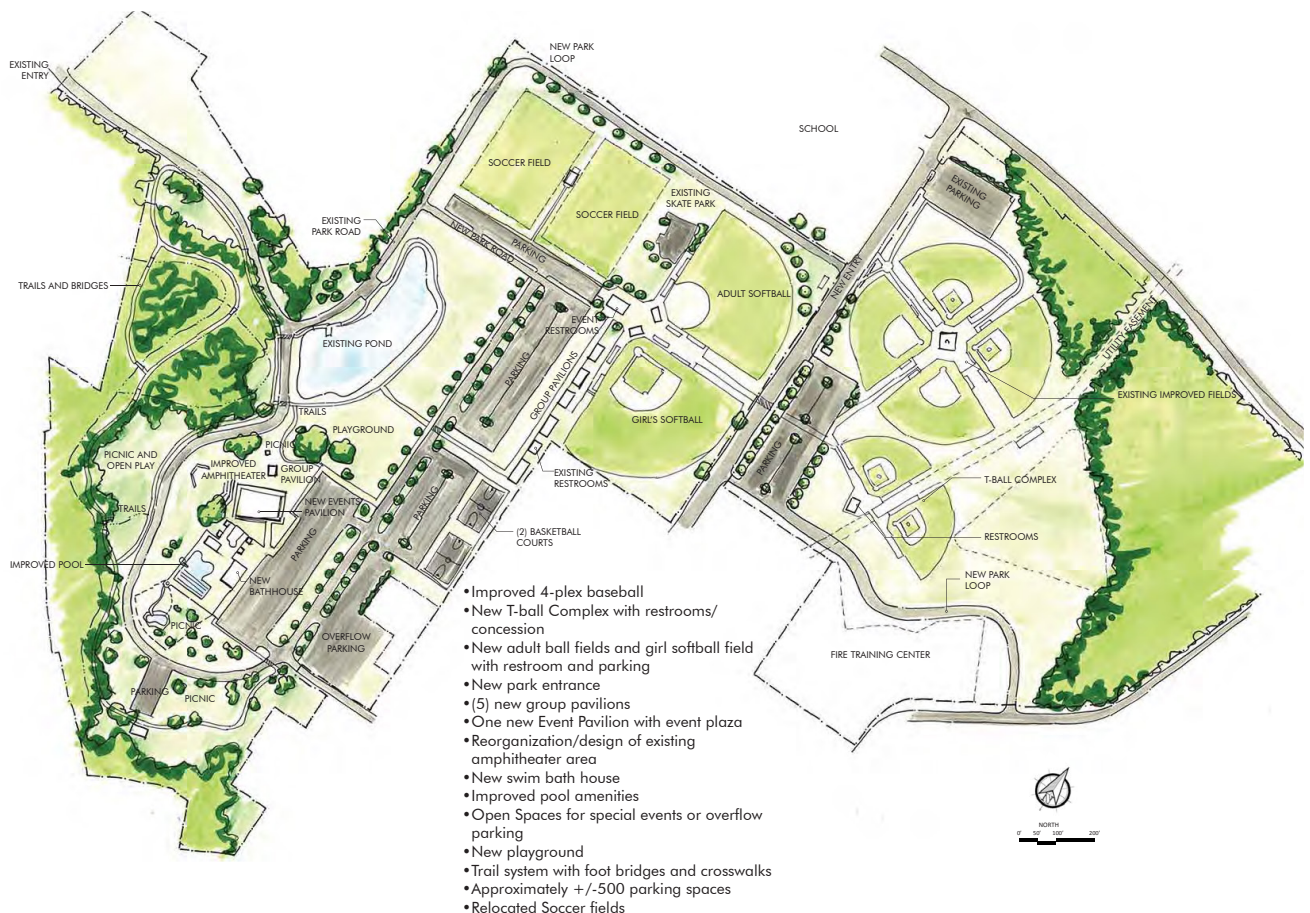 NEW PARK
LOOP
EXISTING
ENTRY
SCHOOL
SOCCER FIELD
EXISTING
PARKING
EXISTING
SKATE PARK
SOCCER FIELD
EXISTING
PARK ROAD
NEW PARK ROAD
PARKING
NEW ENTRY
TRAILS AND BRIDGES
ADULT SOFTBALL
UTILITY EASEMENT
EVENT
RESTROOMS
EXISTING POND
PARKING
GROUP PAVILIONS
EXISTING IMPROVED FIELDS
TRAILS
GIRL'S SOFTBALL
PLAYGROUND
PICNIC
PICNIC AND
OPEN PLAY
IMPROVED
AMPHITHEATER
GROUP
PAVILION
EXISTING
RESTROOMS
PARKING
T-BALL COMPLEX
NEW EVENTS
PAVILION
PARKING
TRAILS
(2) BASKETBALL
COURTS
RESTROOMS
PARKING
IMPROVED POOL
NEW
BATHHOUSE
NEW PARK
LOOP
PICNIC
OVERFLOW
PARKING
FIRE TRAINING CENTER
PARKING
PICNIC
•Improved 4-plex baseball
•New T-ball Complex with restrooms/
concession
•New adult ball fields and girl softball field
with restroom and parking
•New park entrance
•(5) new group pavilions
•One new Event Pavilion with event plaza
•Reorganization/design of existing
amphitheater area
•New swim bath house
•Improved pool amenities
•Open Spaces for special events or overflow
parking
•New playground
•Trail system with foot bridges and crosswalks
•Approximately +/-500 parking spaces
•Relocated Soccer fields
NORTH
0' 50' 100' 200'